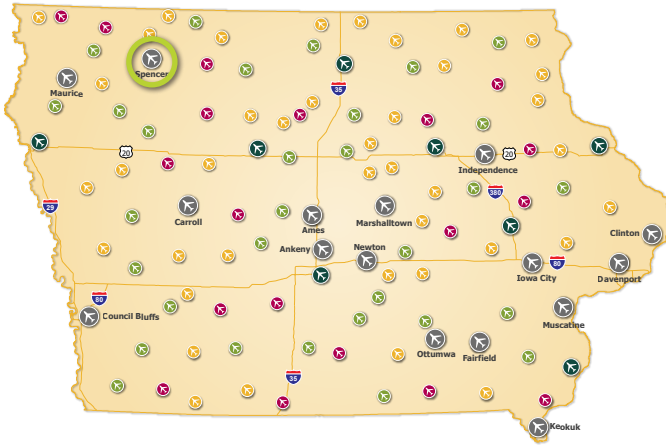 Spencer
Maurice
35
20
20
Independence
29
380
Carroll
Ames
Marshalltown
Clinton
Ankeny
Newton
Iowa City
80
Davenport
80
Council Bluffs
Muscatine
Ottumwa
Fairfield
35
Keokuk